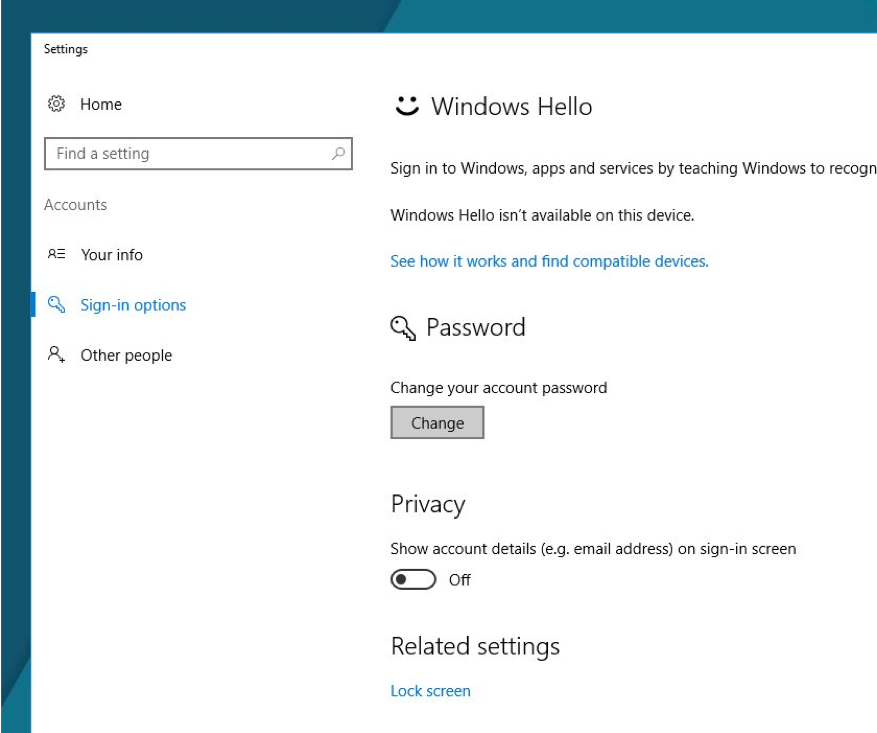 Settings
Home
Find a setting
Accounts
Your info
Sign-in options
Other people
Windows Hello
Sign in to Windows, apps and services by teaching Windows to recogn
Windows Hello isn't available on this device.
See how it works and find compatible devices.
Password
Change your account password
Change
Privacy
Show account details (e.g. email address) on sign-in screen
Off
Related settings
Lock screen